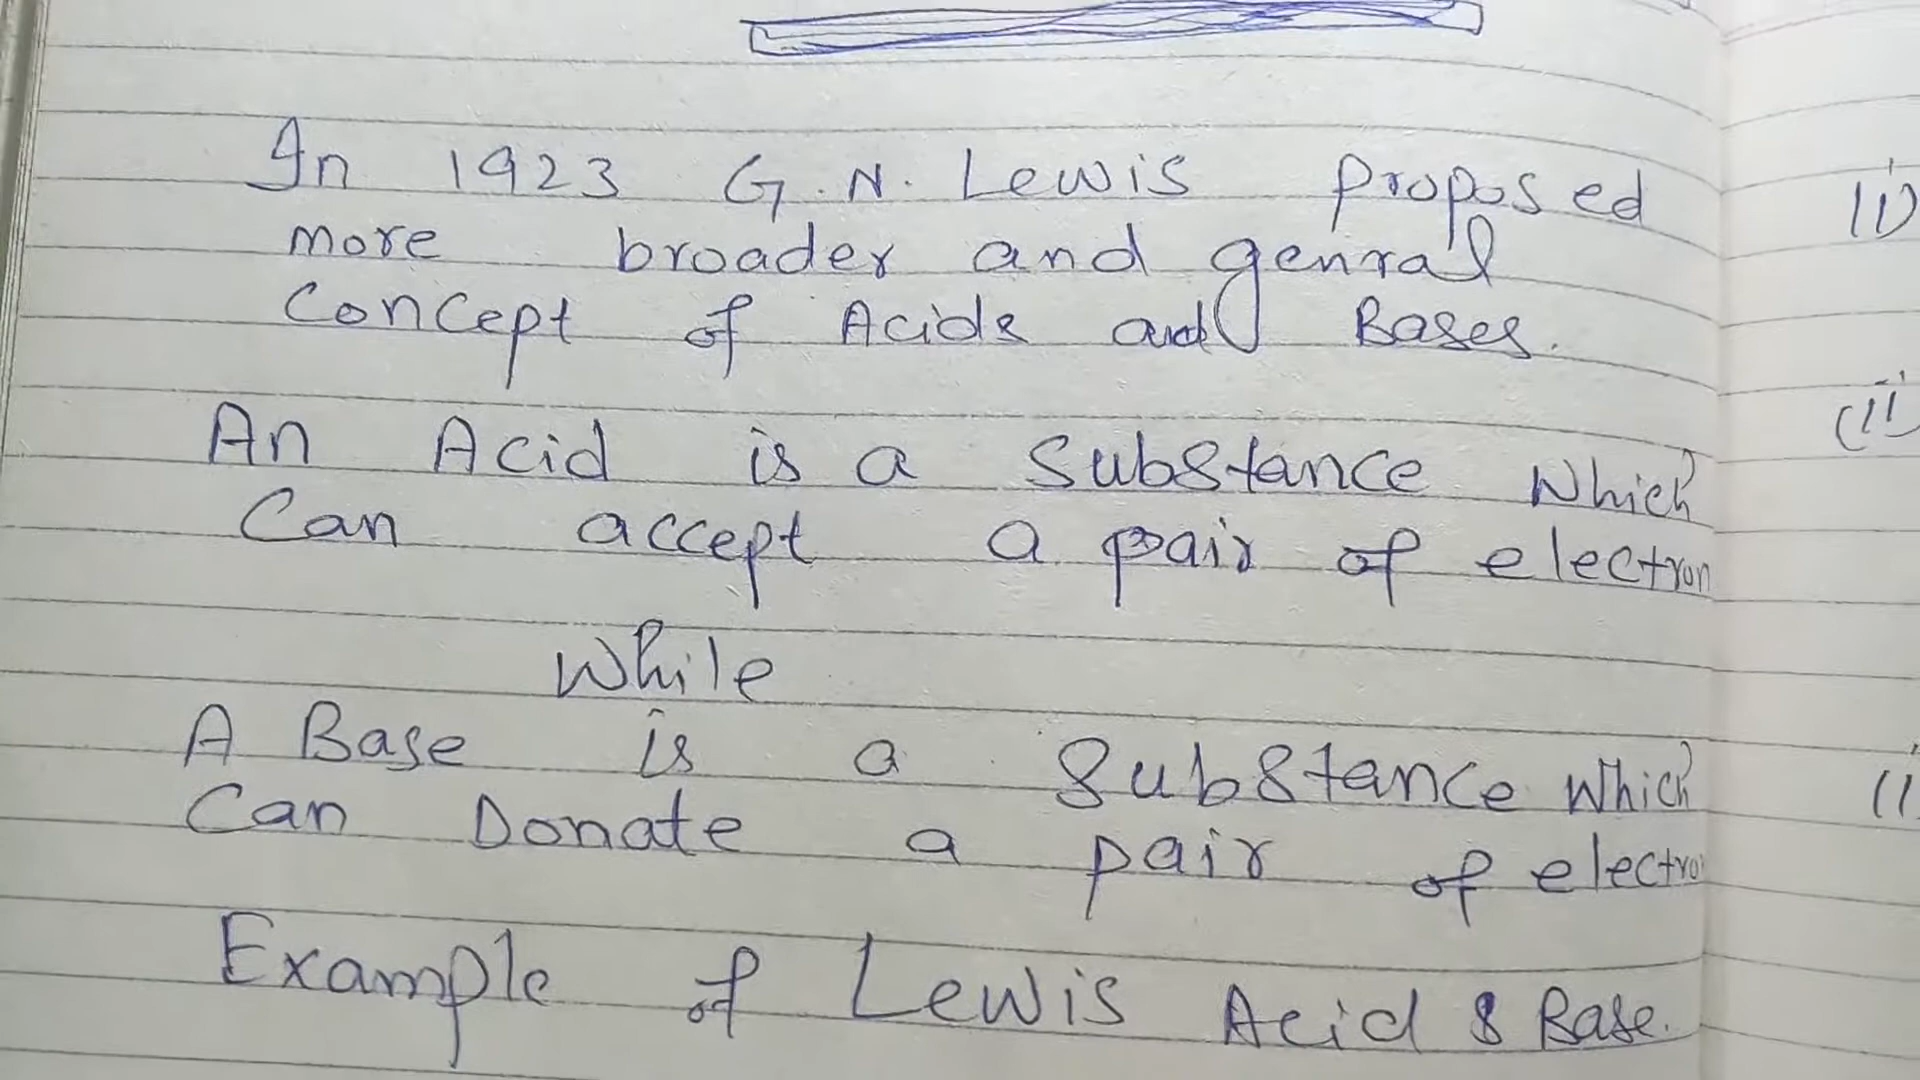 In 1923 G. N. Lewis proposed
more broader and genral
Concept of Acids and Bases.
An Acid is a Substance Which
Can accept a pair of electron
While
A Base is a Substance Which
Can Donate a pair of electro
Example of Lewis Acid & Base.
(i)
(ii)